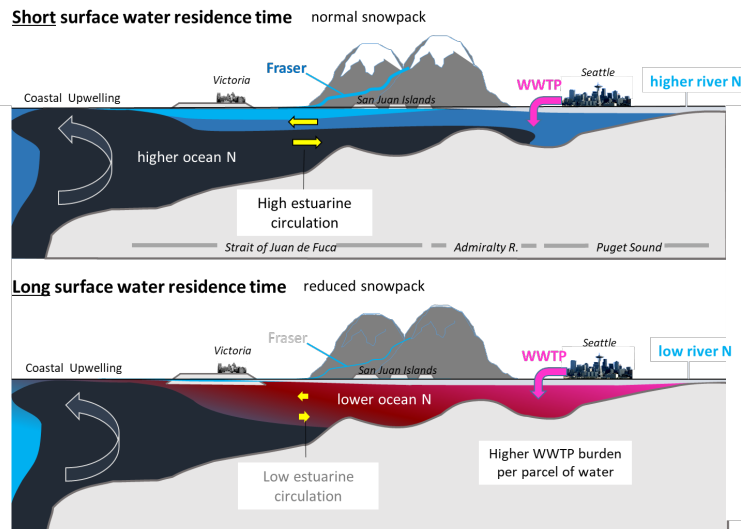 Short surface water residence time normal snowpack
Victoria
Fraser
San Juan Islands
WWTP
Seattle
higher river N
Coastal Upwelling
higher ocean N
High estuarine
circulation
Strait of Juan de Fuca
Admiralty R.
Puget Sound
Long surface water residence time reduced snowpack
Victoria
Fraser
San Juan Islands
WWTP
Seattle
low river N
Coastal Upwelling
lower ocean N
Low estuarine
circulation
Higher WWTP burden
per parcel of water